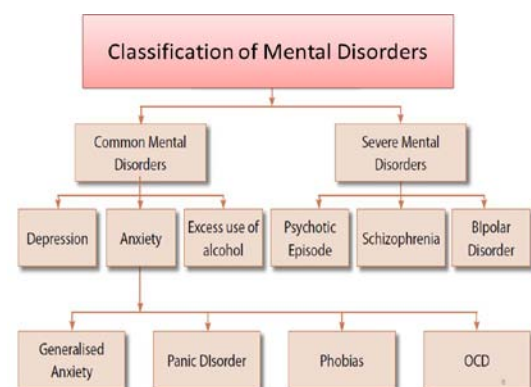 Classification of Mental Disorders
Common Mental
Disorders
Severe Mental
Disorders
Depression
Anxiety
Excess use of
alcohol
Psychotic
Episode
Schizophrenia
BIpolar
Disorder
Generalised
Anxiety
Panic DIsorder
Phobias
OCD